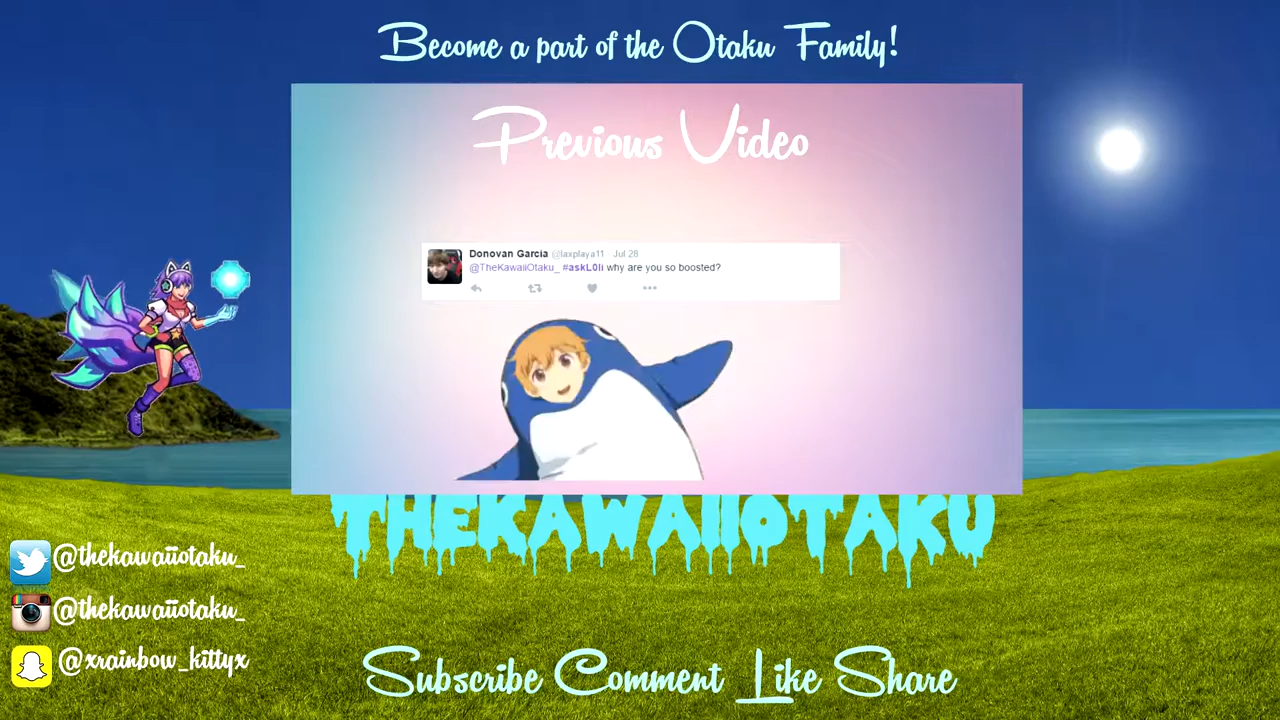 Become a part of the Otaku Family!
Previous Video
Donovan Garcia @laxplaya11 Jul 28
@TheKawaiiOtaku_ #askL0li why are you so boosted?
THEKAWAIIOTAKU
@thekawaiiotaku_
@thekawaiiotaku_
@xrainbow_kittyx
Subscribe Comment Like Share